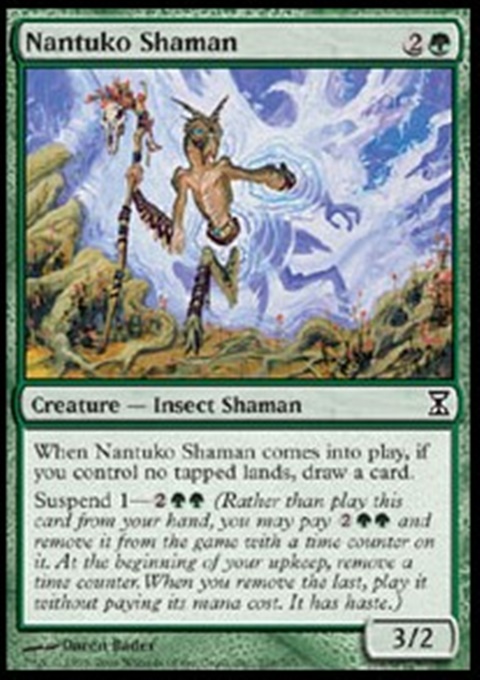 Nantuko Shaman 2
Creature — Insect Shaman
When Nantuko Shaman comes into play, if
you control no tapped lands, draw a card.
Suspend 1—2 (Rather than play this
card from your hand, you may pay 2 and
remove it from the game with a time counter on
it. At the beginning of your upkeep, remove a
time counter. When you remove the last, play it
without paying its mana cost. It has haste.)
Daren Bader
3/2